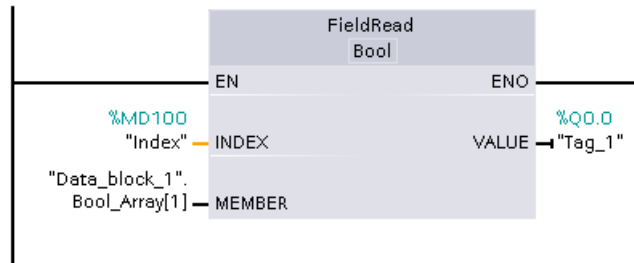 FieldRead
Bool
EN ENO
%MD100 %Q0.0
"Index" INDEX VALUE "Tag_1"
"Data_block_1".
Bool_Array[1] MEMBER